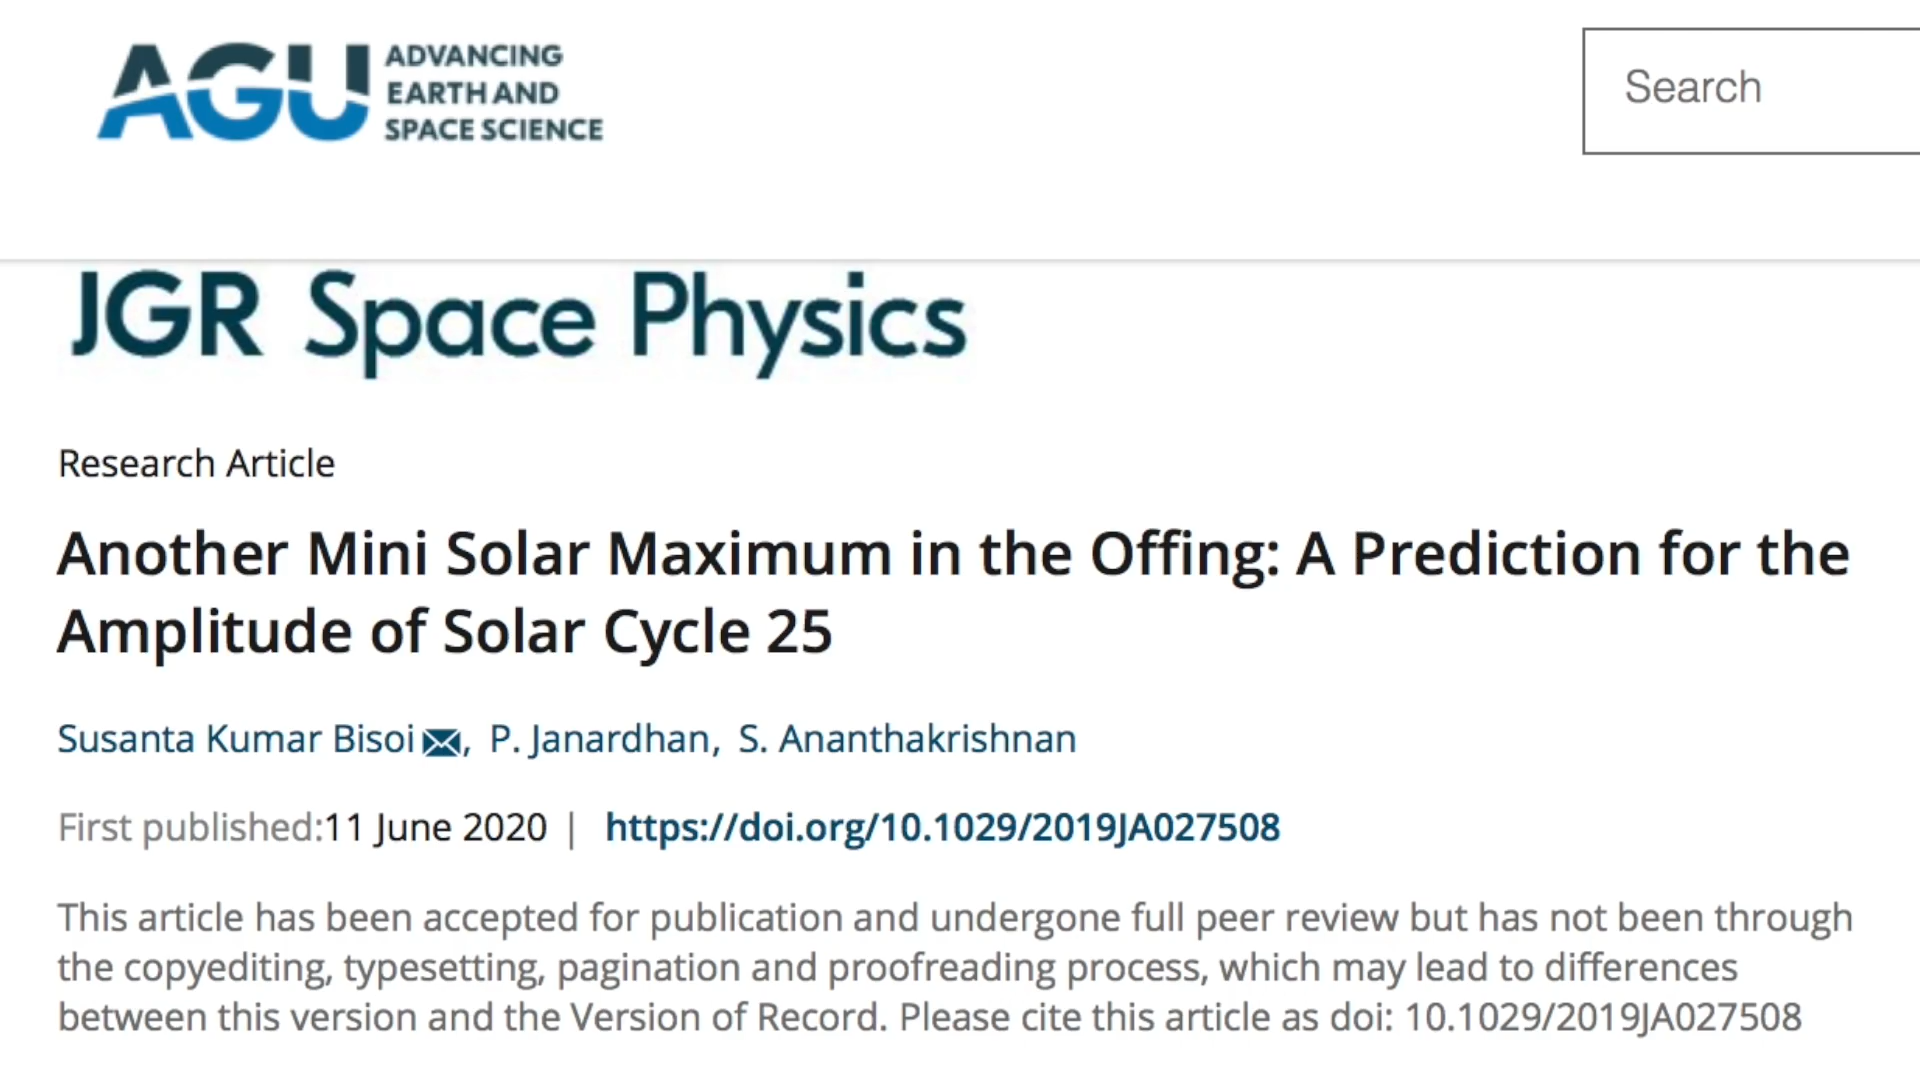 AGU ADVANCING
EARTH AND
SPACE SCIENCE
Search
JGR Space Physics
Research Article
Another Mini Solar Maximum in the Offing: A Prediction for the
Amplitude of Solar Cycle 25
Susanta Kumar Bisoi, P. Janardhan, S. Ananthakrishnan
First published:11 June 2020 | https://doi.org/10.1029/2019JA027508
This article has been accepted for publication and undergone full peer review but has not been through
the copyediting, typesetting, pagination and proofreading process, which may lead to differences
between this version and the Version of Record. Please cite this article as doi: 10.1029/2019JA027508